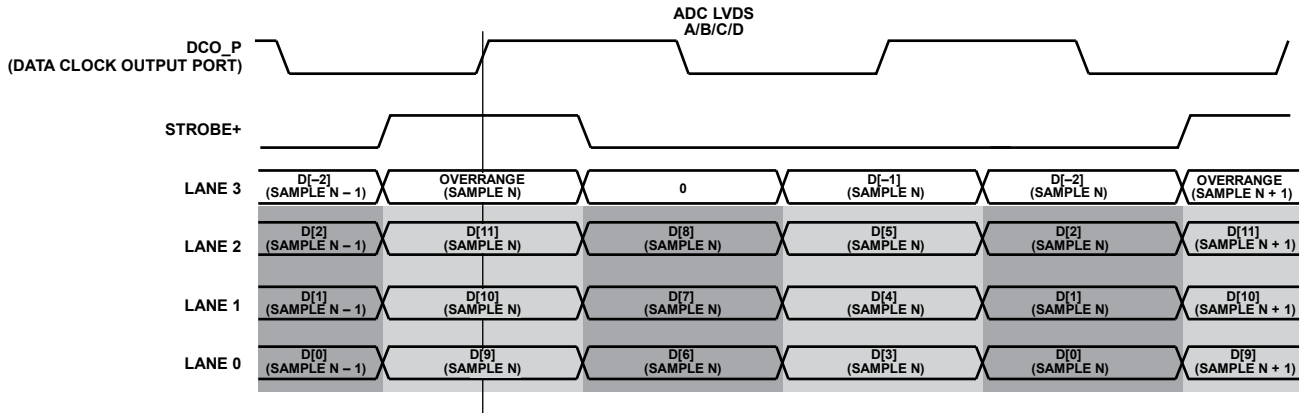 ADC LVDS
A/B/C/D
DCO_P
(DATA CLOCK OUTPUT PORT)
STROBE+
LANE 3
D[–2]
(SAMPLE N – 1)
OVERRANGE
(SAMPLE N)
0
D[–1]
(SAMPLE N)
D[–2]
(SAMPLE N)
OVERRANGE
(SAMPLE N + 1)
LANE 2
D[2]
(SAMPLE N – 1)
D[11]
(SAMPLE N)
D[8]
(SAMPLE N)
D[5]
(SAMPLE N)
D[2]
(SAMPLE N)
D[11]
(SAMPLE N + 1)
LANE 1
D[1]
(SAMPLE N – 1)
D[10]
(SAMPLE N)
D[7]
(SAMPLE N)
D[4]
(SAMPLE N)
D[1]
(SAMPLE N)
D[10]
(SAMPLE N + 1)
LANE 0
D[0]
(SAMPLE N – 1)
D[9]
(SAMPLE N)
D[6]
(SAMPLE N)
D[3]
(SAMPLE N)
D[0]
(SAMPLE N)
D[9]
(SAMPLE N + 1)